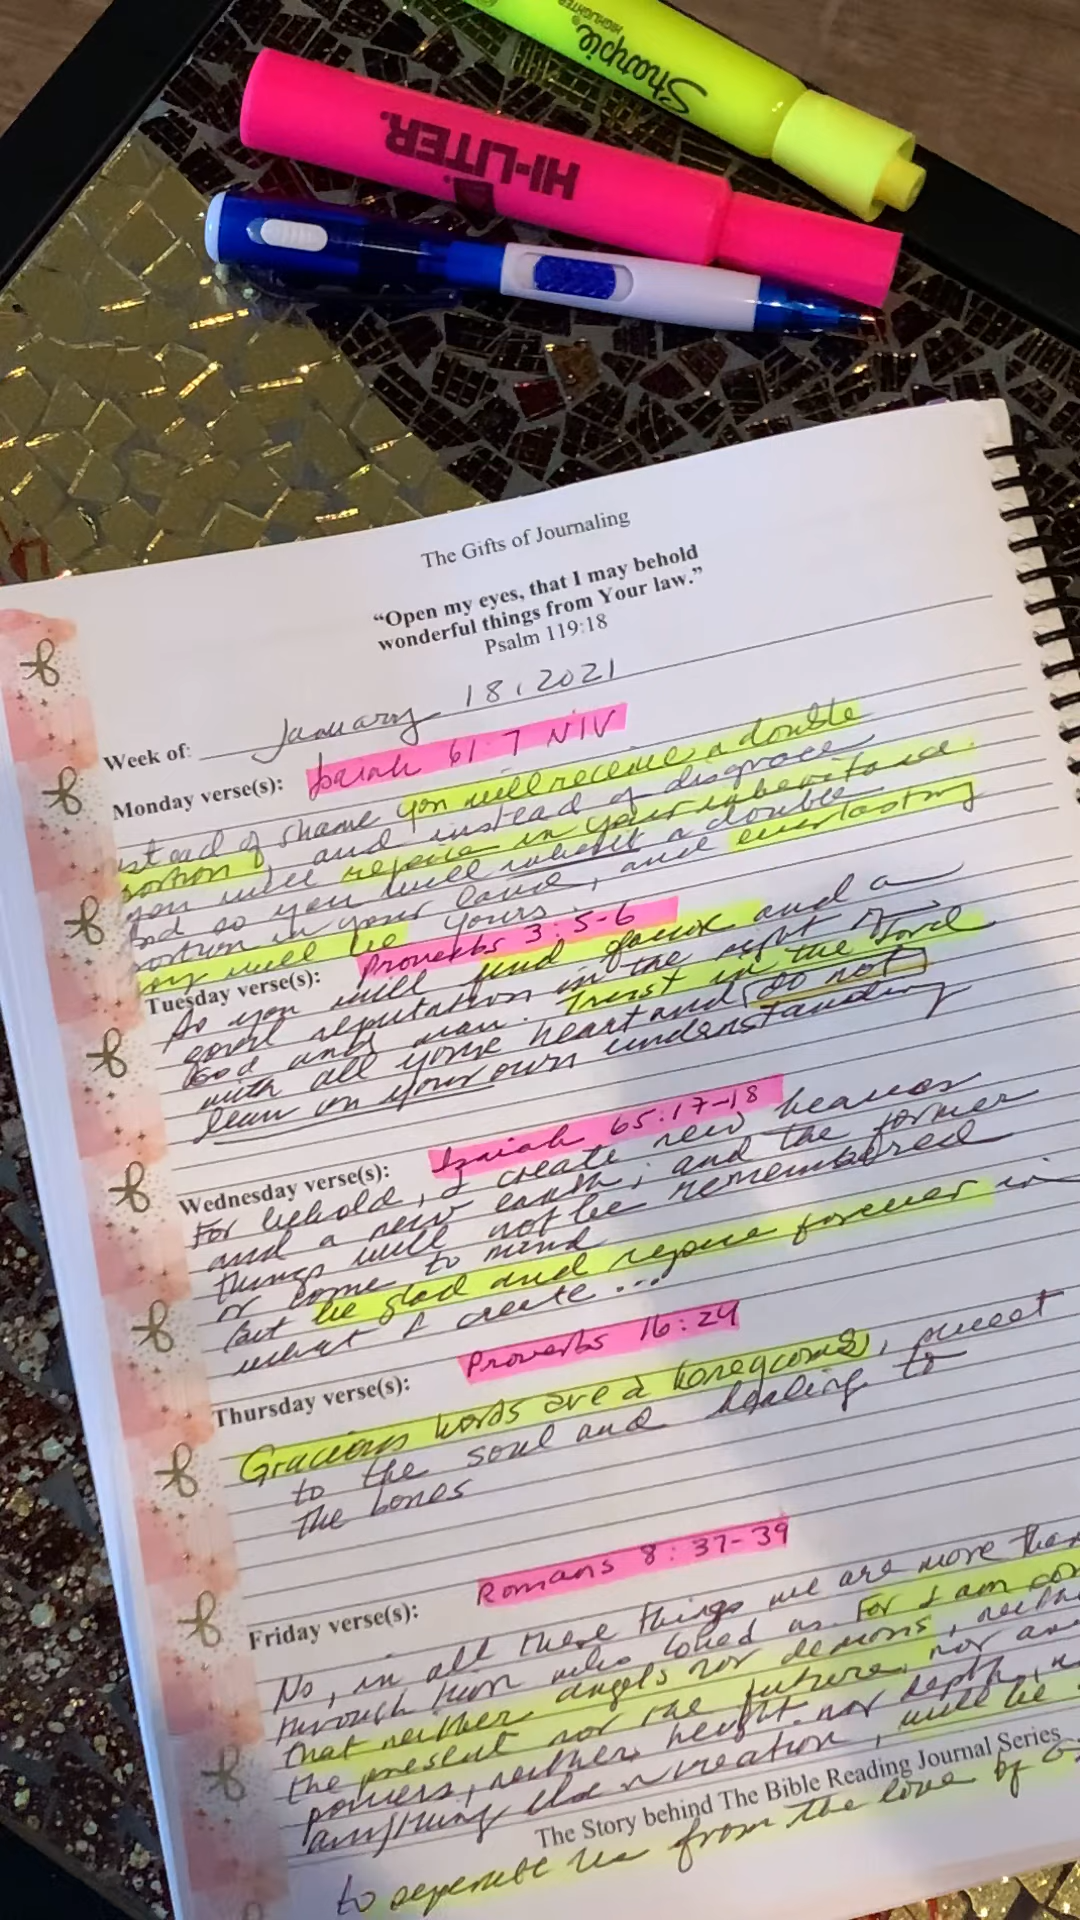 Sharpie
HIGHLIGHTER
HI-LITER.
The Gifts of Journaling
“Open my eyes, that I may behold
wonderful things from Your law.”
Psalm 119:18
Week of: January 18, 2021
Monday verse(s): Isaiah 61:7 NIV
nstead of shame you will receive a double
portion, and instead of disgrace
you will rejoice in your inheritance.
And so you will inherit a double
portion in your land, and everlasting
joy will be yours.
Tuesday verse(s): Proverbs 3:5-6
So you will find favor and a
good reputation in the sight of
God and man. Trust in the Lord
with all your heart and do not
lean on your own understanding
Wednesday verse(s): Isaiah 65:17-18
For behold, I create new heavens
and a new earth; and the former
things will not be remembered
or come to mind
but be glad and rejoice forever in
what I create...
Thursday verse(s): Proverbs 16:24
Gracious words are a honeycomb, sweet
to the soul and healing to
the bones
Friday verse(s): Romans 8:37-39
No, in all these things we are more tha
through him who loved us. For I am con
that neither angels nor demons, neith
the present nor the future, nor an
powers, neither height nor depth, n
anything else in creation, will be
The Story behind The Bible Reading Journal Series
to seperate us from the love of G